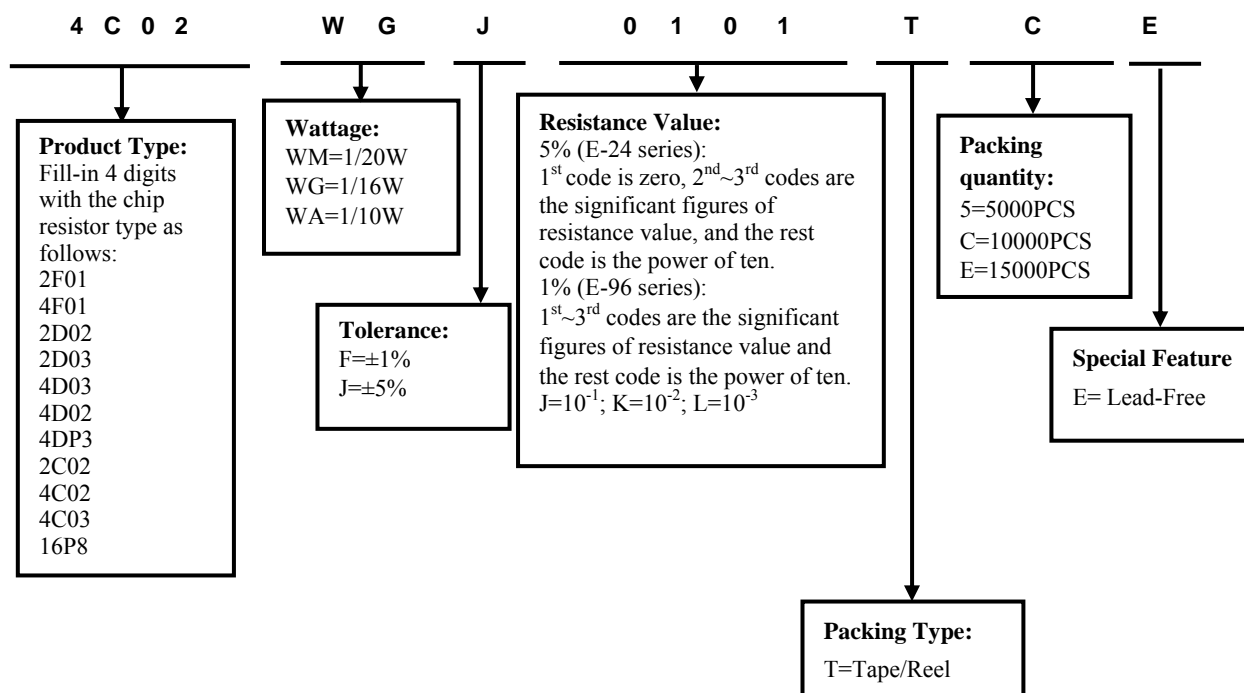 4 C 0 2 W G J 0 1 0 1 T C E
Product Type:
Fill-in 4 digits
with the chip
resistor type as
follows:
2F01
4F01
2D02
2D03
4D03
4D02
4DP3
2C02
4C02
4C03
16P8
Wattage:
WM=1/20W
WG=1/16W
WA=1/10W
Tolerance:
F=±1%
J=±5%
Resistance Value:
5% (E-24 series):
1st code is zero, 2nd~3rd codes are
the significant figures of
resistance value, and the rest
code is the power of ten.
1% (E-96 series):
1st~3rd codes are the significant
figures of resistance value and
the rest code is the power of ten.
J=10-1; K=10-2; L=10-3
Packing Type:
T=Tape/Reel
Packing
quantity:
5=5000PCS
C=10000PCS
E=15000PCS
Special Feature
E= Lead-Free